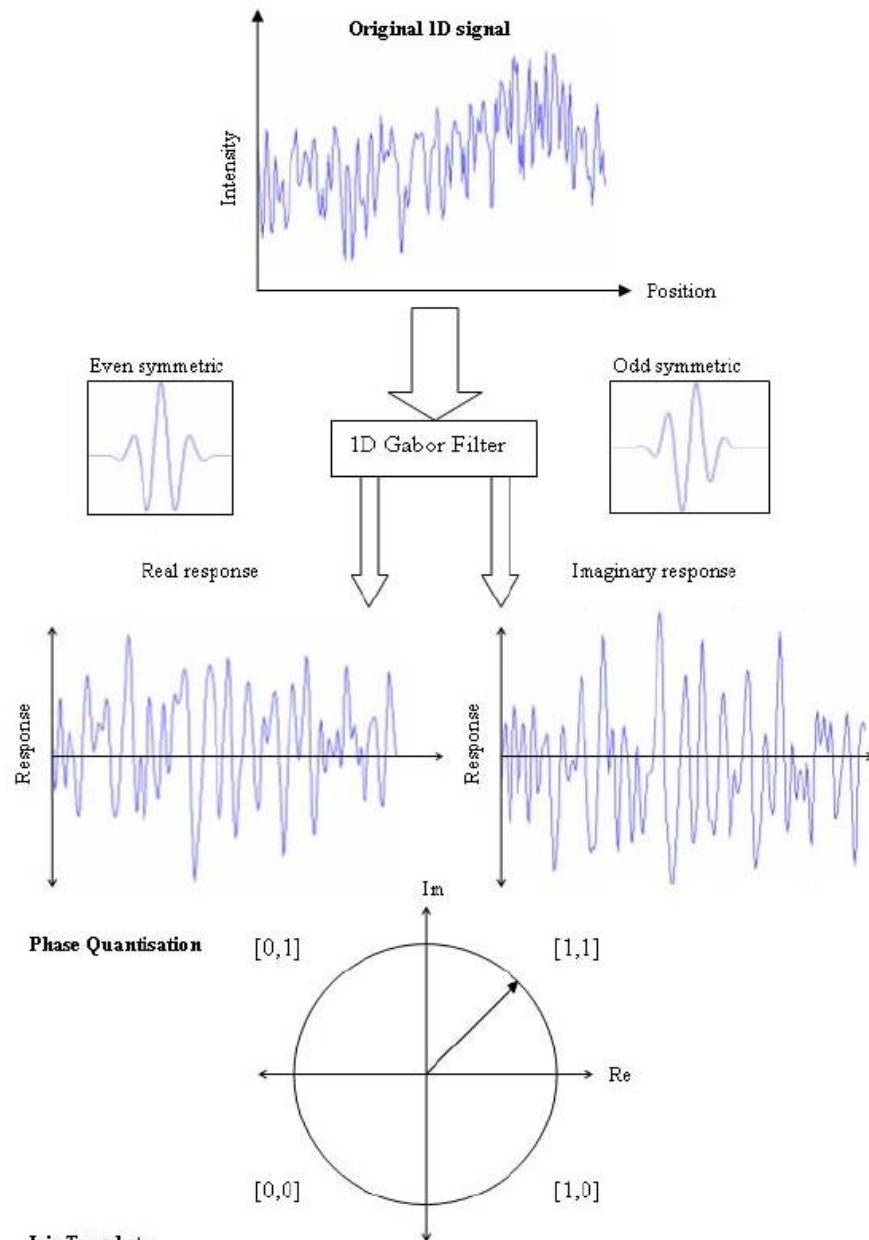 Original 1D signal
Intensity
Position
Even symmetric
Odd symmetric
1D Gabor Filter
Real response
Imaginary response
Response
Response
Im
Phase Quantisation
[0,1]
[1,1]
Re
[0,0]
[1,0]